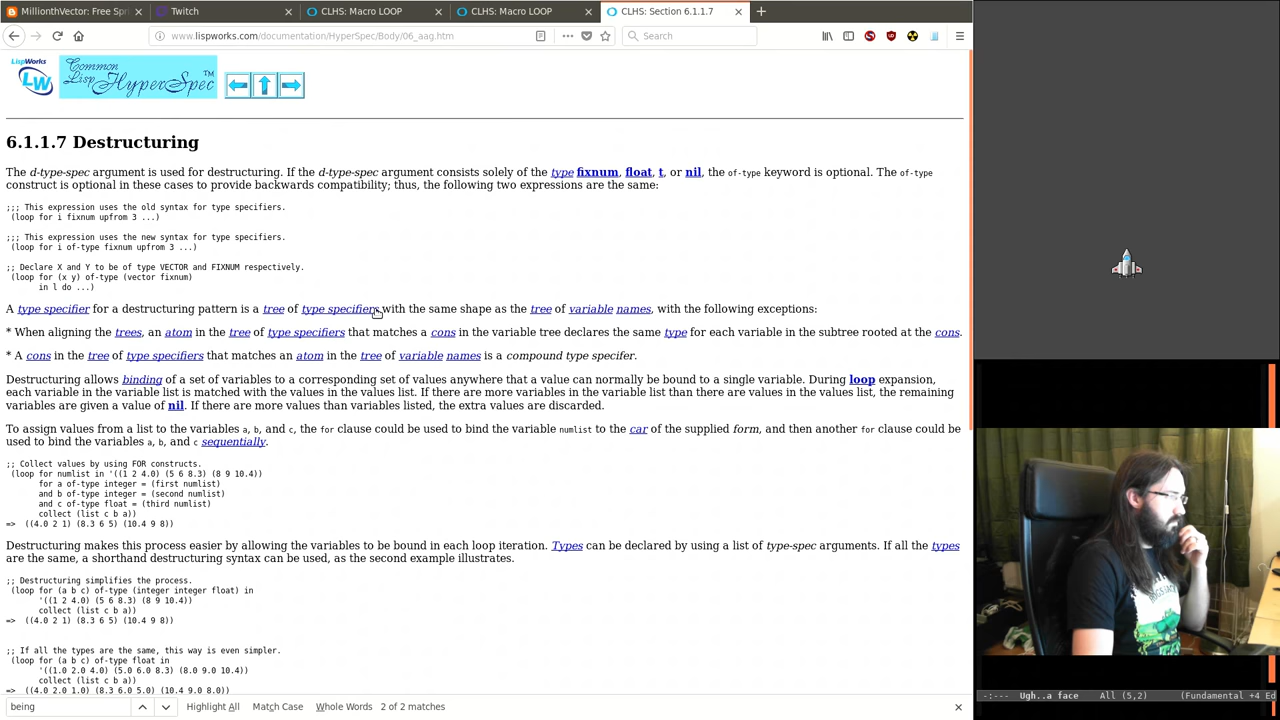 MillionthVector: Free Spri
Twitch
CLHS: Macro LOOP
CLHS: Macro LOOP
CLHS: Section 6.1.1.7
www.lispworks.com/documentation/HyperSpec/Body/06_aag.htm
Search
LispWorks
LW
Common Lisp HyperSpec™
6.1.1.7 Destructuring
The d-type-spec argument is used for destructuring. If the d-type-spec argument consists solely of the type fixnum, float, t, or nil, the of-type keyword is optional. The of-type
construct is optional in these cases to provide backwards compatibility; thus, the following two expressions are the same:
;;; This expression uses the old syntax for type specifiers.
(loop for i fixnum upfrom 3 ...)
;;; This expression uses the new syntax for type specifiers.
(loop for i of-type fixnum upfrom 3 ...)
;; Declare X and Y to be of type VECTOR and FIXNUM respectively.
(loop for (x y) of-type (vector fixnum)
in l do ...)
A type specifier for a destructuring pattern is a tree of type specifiers with the same shape as the tree of variable names, with the following exceptions:
* When aligning the trees, an atom in the tree of type specifiers that matches a cons in the variable tree declares the same type for each variable in the subtree rooted at the cons.
* A cons in the tree of type specifiers that matches an atom in the tree of variable names is a compound type specifer.
Destructuring allows binding of a set of variables to a corresponding set of values anywhere that a value can normally be bound to a single variable. During loop expansion,
each variable in the variable list is matched with the values in the values list. If there are more variables in the variable list than there are values in the values list, the remaining
variables are given a value of nil. If there are more values than variables listed, the extra values are discarded.
To assign values from a list to the variables a, b, and c, the for clause could be used to bind the variable numlist to the car of the supplied form, and then another for clause could be
used to bind the variables a, b, and c sequentially.
;; Collect values by using FOR constructs.
(loop for numlist in '((1 2 4.0) (5 6 8.3) (8 9 10.4))
for a of-type integer = (first numlist)
and b of-type integer = (second numlist)
and c of-type float = (third numlist)
collect (list c b a))
=> ((4.0 2 1) (8.3 6 5) (10.4 9 8))
Destructuring makes this process easier by allowing the variables to be bound in each loop iteration. Types can be declared by using a list of type-spec arguments. If all the types
are the same, a shorthand destructuring syntax can be used, as the second example illustrates.
;; Destructuring simplifies the process.
(loop for (a b c) of-type (integer integer float) in
'((1 2 4.0) (5 6 8.3) (8 9 10.4))
collect (list c b a))
=> ((4.0 2 1) (8.3 6 5) (10.4 9 8))
;; If all the types are the same, this way is even simpler.
(loop for (a b c) of-type float in
'((1.0 2.0 4.0) (5.0 6.0 8.3) (8.0 9.0 10.4))
collect (list c b a))
=> ((4.0 2.0 1.0) (8.3 6.0 5.0) (10.4 9.0 8.0))
being
Highlight All
Match Case
Whole Words
2 of 2 matches
-:--- Ugh..a face All (5,2) (Fundamental +4 Ed